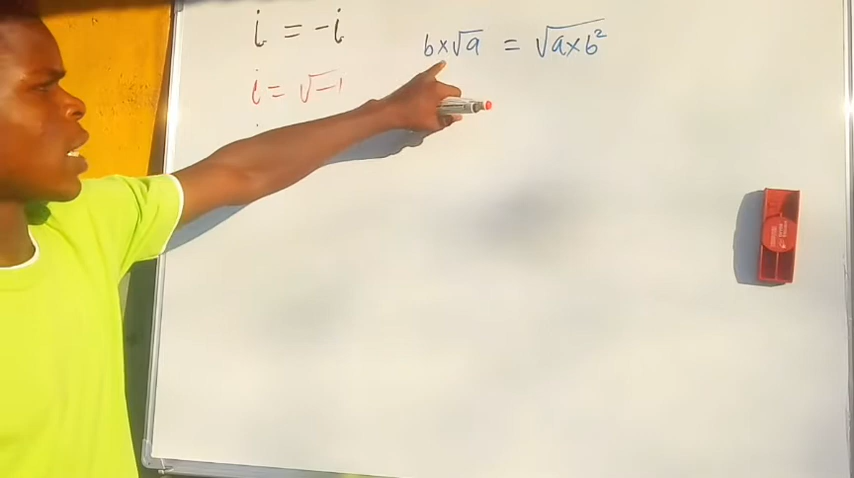 i = -i
b×√a = √a×b²
i = √-1